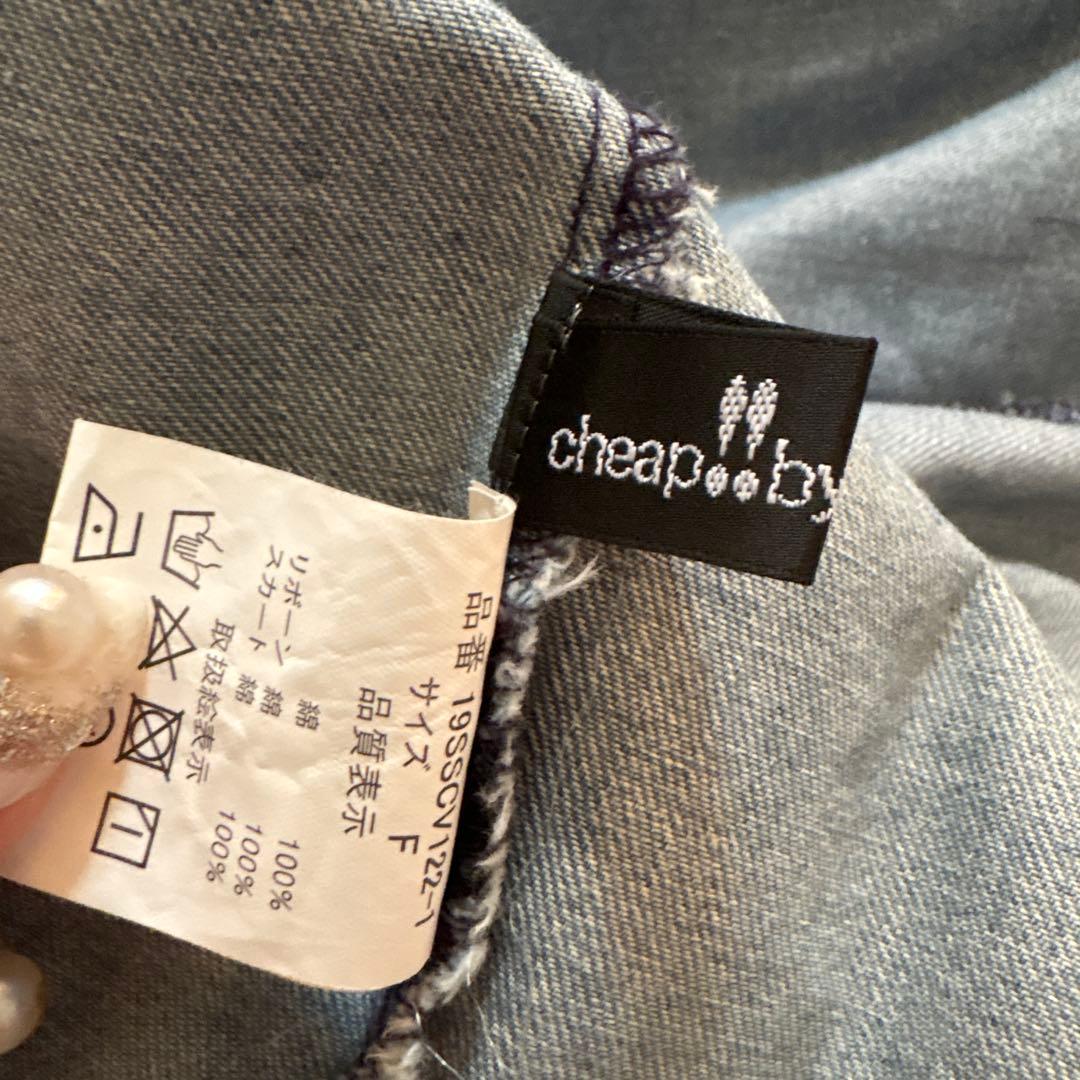 cheap!!by
品番 19SSCV122-1
サイズ F
品質表示
綿 100%
リボーン 綿 100%
スカート 綿 100%
取扱絵表示